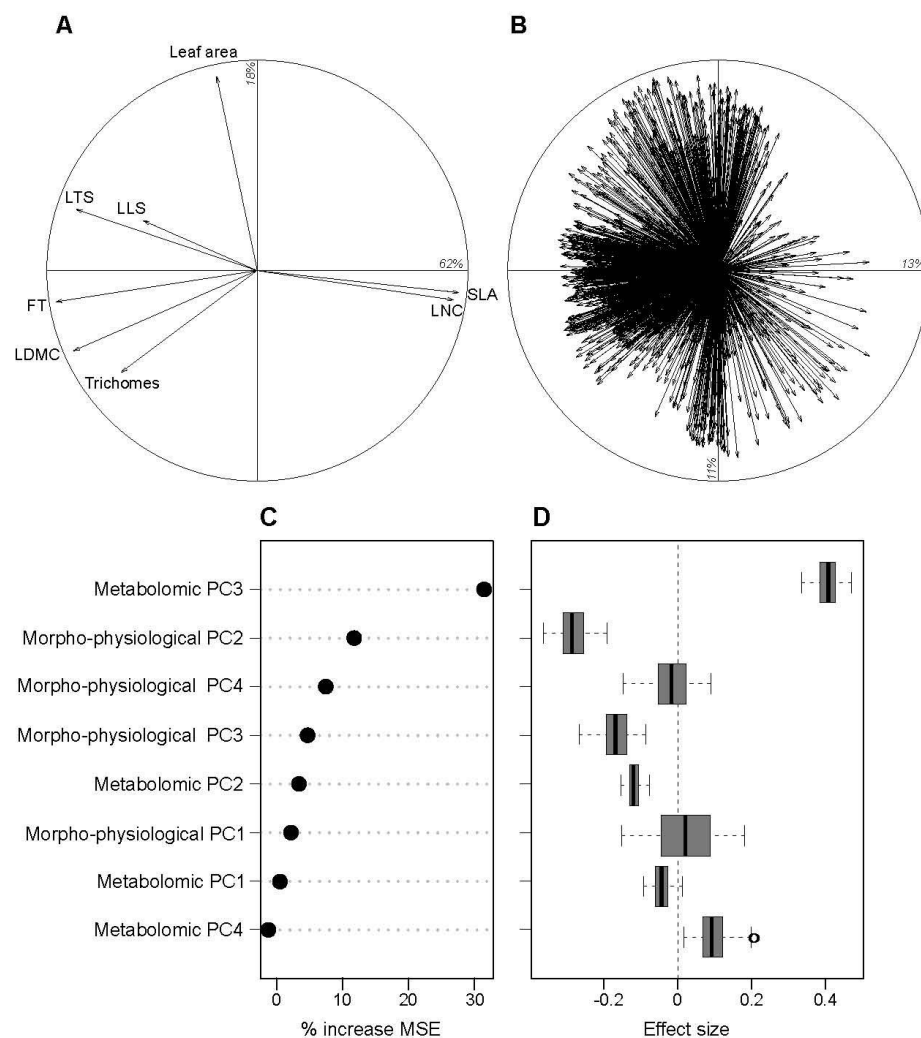 A
B
Leaf area
18%
LTS
LLS
62%
13%
SLA
LNC
FT
LDMC
Trichomes
11%
C
D
Metabolomic PC3
Morpho-physiological PC2
Morpho-physiological PC4
Morpho-physiological PC3
Metabolomic PC2
Morpho-physiological PC1
Metabolomic PC1
Metabolomic PC4
0 10 20 30
-0.2 0 0.2 0.4
% increase MSE
Effect size